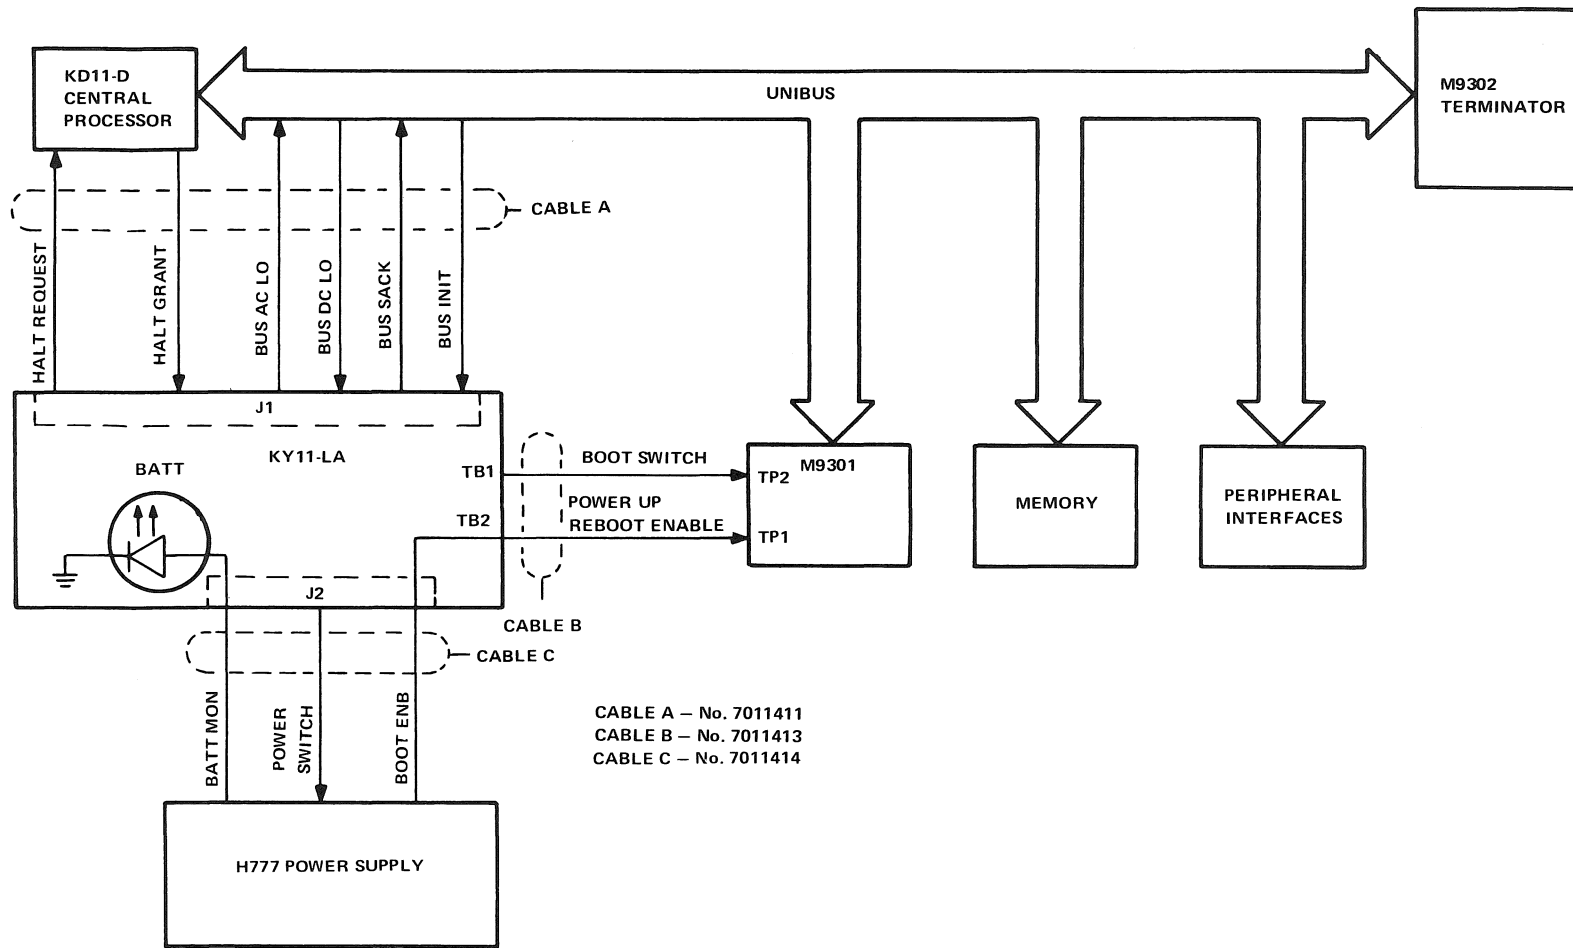 KD11-D
CENTRAL
PROCESSOR
UNIBUS
M9302
TERMINATOR
CABLE A
HALT REQUEST
HALT GRANT
BUS AC LO
BUS DC LO
BUS SACK
BUS INIT
J1
KY11-LA
BATT
TB1
TB2
J2
BOOT SWITCH
POWER UP
REBOOT ENABLE
TP2
M9301
TP1
MEMORY
PERIPHERAL
INTERFACES
CABLE B
CABLE C
BATT MON
POWER
SWITCH
BOOT ENB
CABLE A – No. 7011411
CABLE B – No. 7011413
CABLE C – No. 7011414
H777 POWER SUPPLY